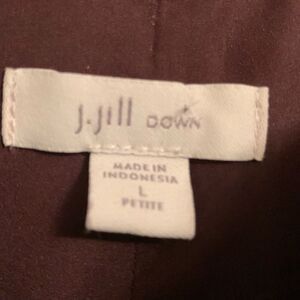 J.Jill DOWN
MADE IN
INDONESIA
L
PETITE